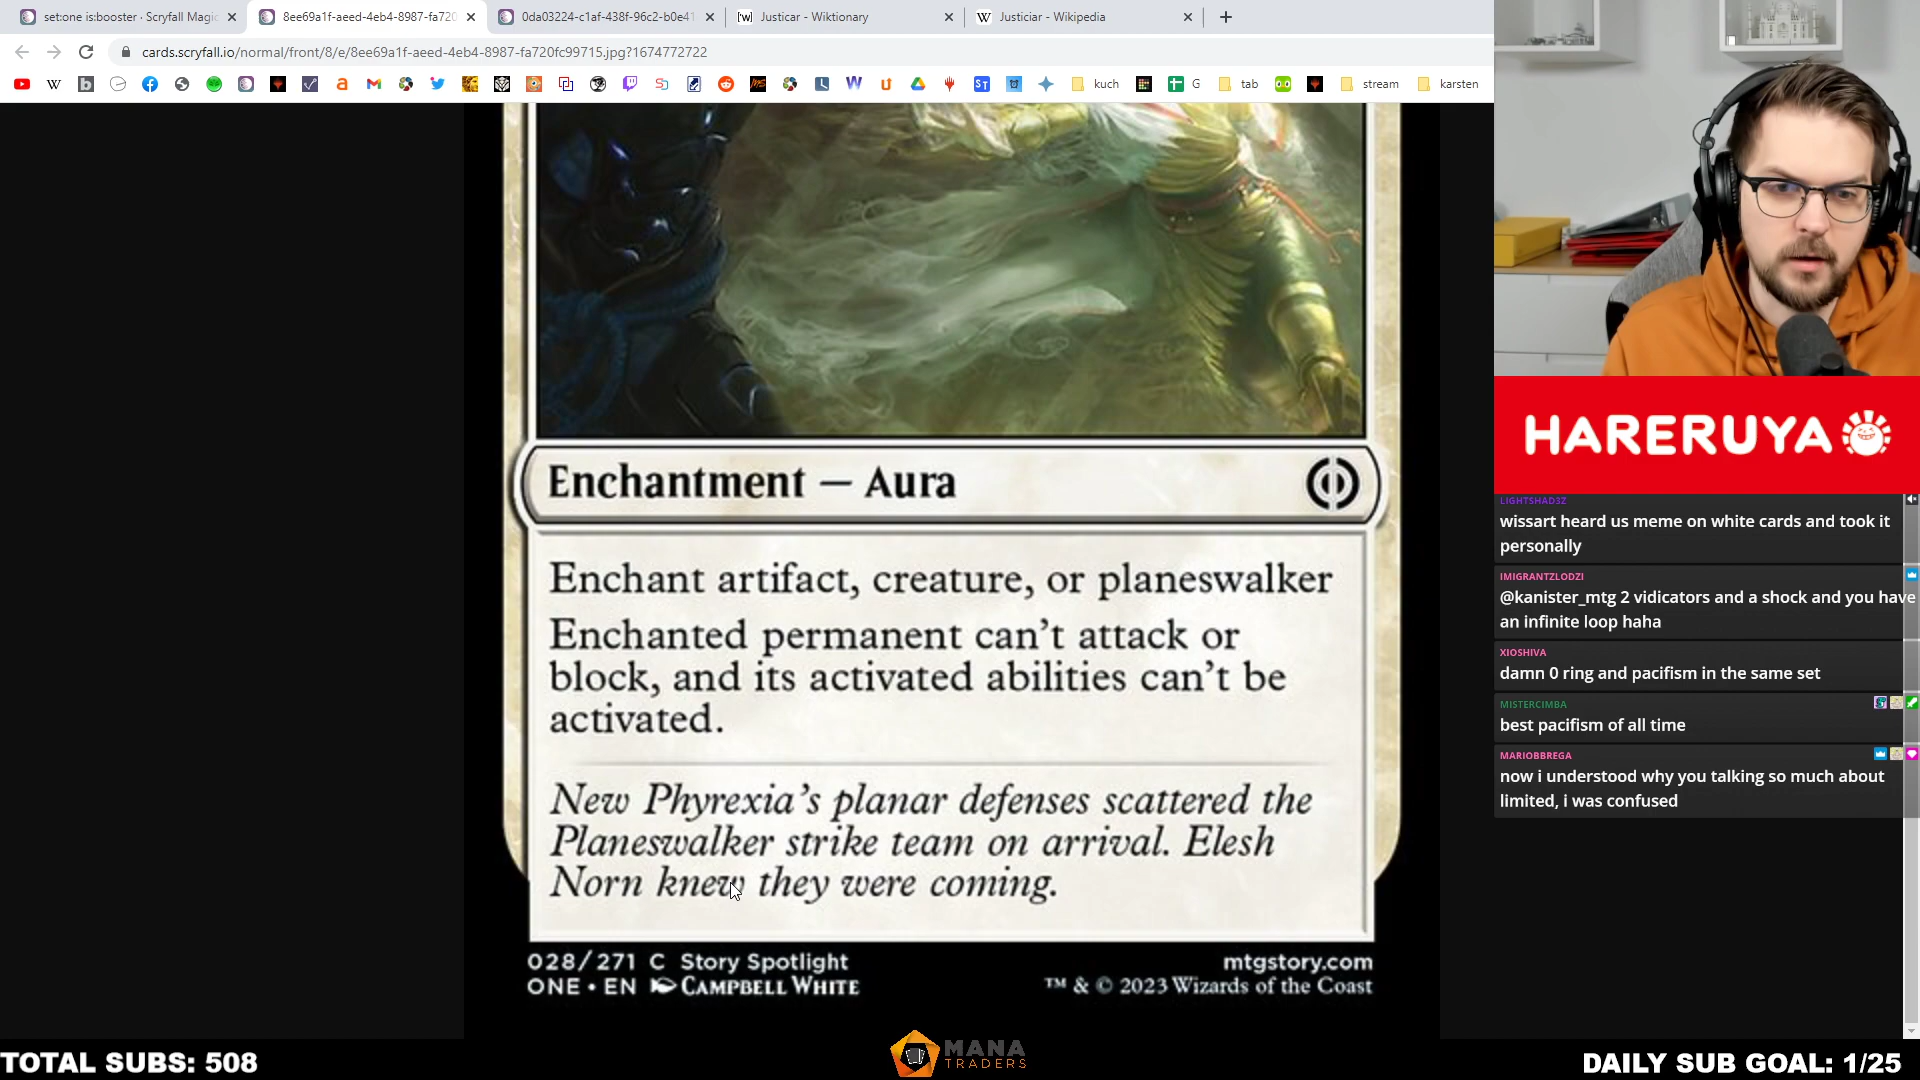 set:one is:booster · Scryfall Magic
8ee69a1f-aeed-4eb4-8987-fa720
0da03224-c1af-438f-96c2-b0e41
Justicar - Wiktionary
Justiciar - Wikipedia
cards.scryfall.io/normal/front/8/e/8ee69a1f-aeed-4eb4-8987-fa720fc99715.jpg?1674772722
kuch
G
tab
stream
karsten
Enchantment — Aura
Enchant artifact, creature, or planeswalker
Enchanted permanent can't attack or
block, and its activated abilities can't be
activated.
New Phyrexia's planar defenses scattered the
Planeswalker strike team on arrival. Elesh
Norn knew they were coming.
028/271 C Story Spotlight
mtgstory.com
ONE • EN CAMPBELL WHITE
™ & © 2023 Wizards of the Coast
HARERUYA
LIGHTSHADSZ
wissart heard us meme on white cards and took it
personally
IMIGRANTZLODZI
@kanister_mtg 2 vidicators and a shock and you have
an infinite loop haha
XIOSHIVA
damn 0 ring and pacifism in the same set
MISTERCIMBA
best pacifism of all time
MARIOBBREGA
now i understood why you talking so much about
limited, i was confused
TOTAL SUBS: 508
MANA
TRADERS
DAILY SUB GOAL: 1/25